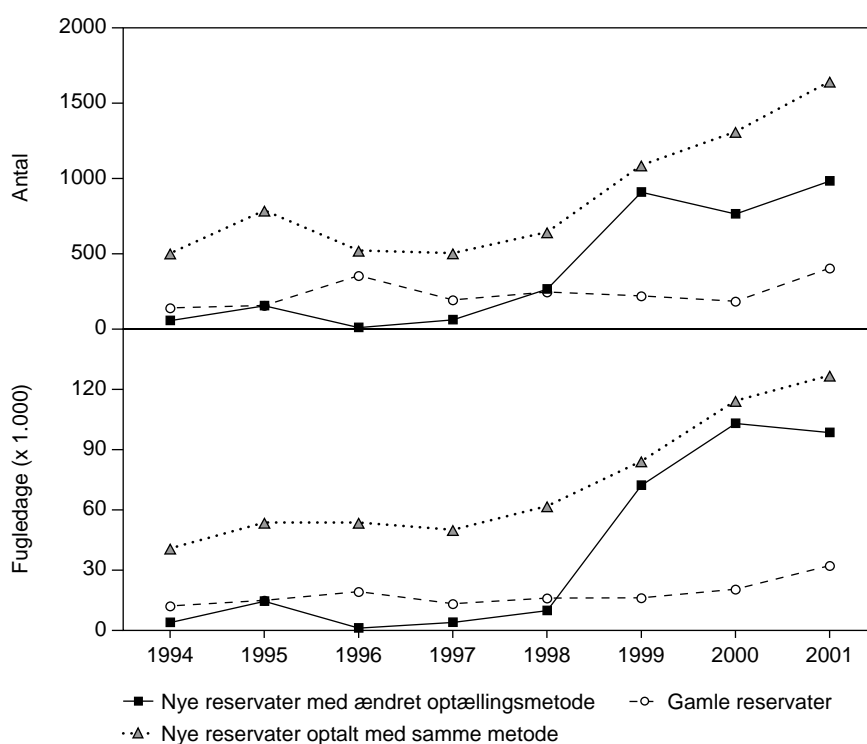 2000
1500
1000
500
0
Antal
120
90
60
30
0
Fugledage (x 1.000)
1994 1995 1996 1997 1998 1999 2000 2001
Nye reservater med ændret optællingsmetode Gamle reservater
Nye reservater optalt med samme metode